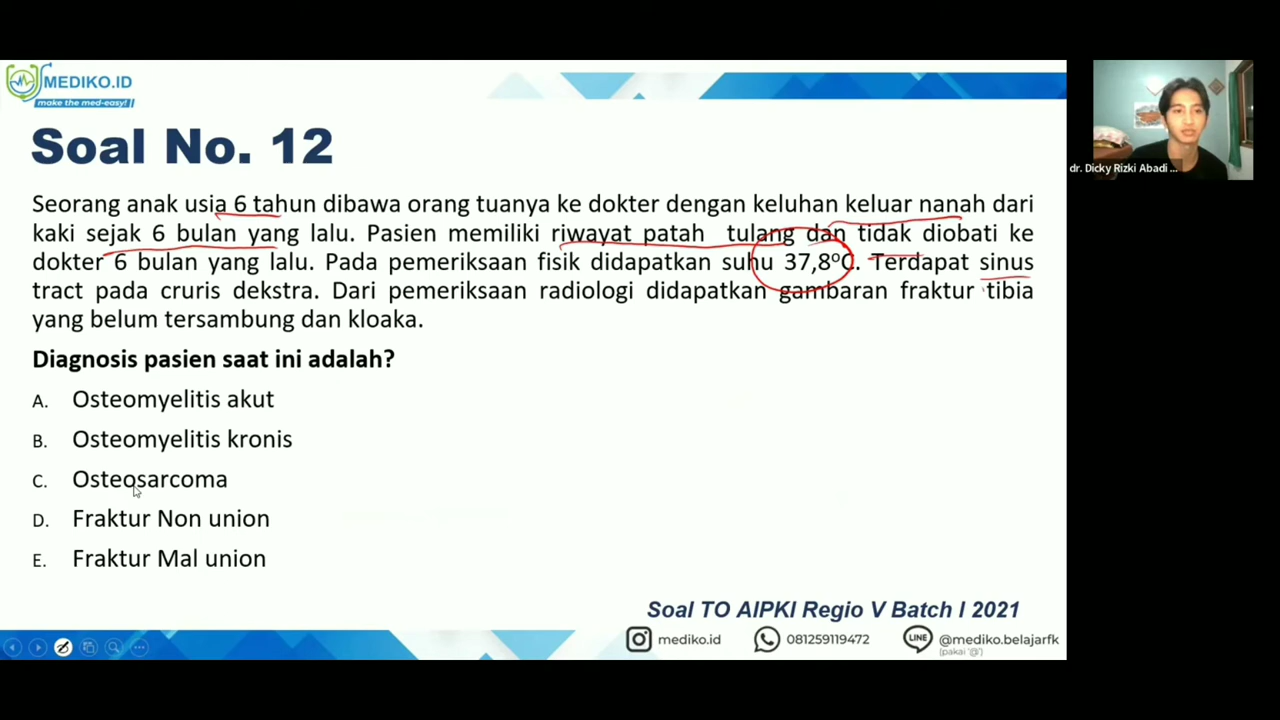 MEDIKO.ID
make the med-easy!
Soal No. 12
Seorang anak usia 6 tahun dibawa orang tuanya ke dokter dengan keluhan keluar nanah dari
kaki sejak 6 bulan yang lalu. Pasien memiliki riwayat patah tulang dan tidak diobati ke
dokter 6 bulan yang lalu. Pada pemeriksaan fisik didapatkan suhu 37,8⁰C. Terdapat sinus
tract pada cruris dekstra. Dari pemeriksaan radiologi didapatkan gambaran fraktur tibia
yang belum tersambung dan kloaka.
Diagnosis pasien saat ini adalah?
A. Osteomyelitis akut
B. Osteomyelitis kronis
C. Osteosarcoma
D. Fraktur Non union
E. Fraktur Mal union
Soal TO AIPKI Regio V Batch I 2021
mediko.id 081259119472 LINE @mediko.belajarfk
(pakai '@')
dr. Dicky Rizki Abadi ...